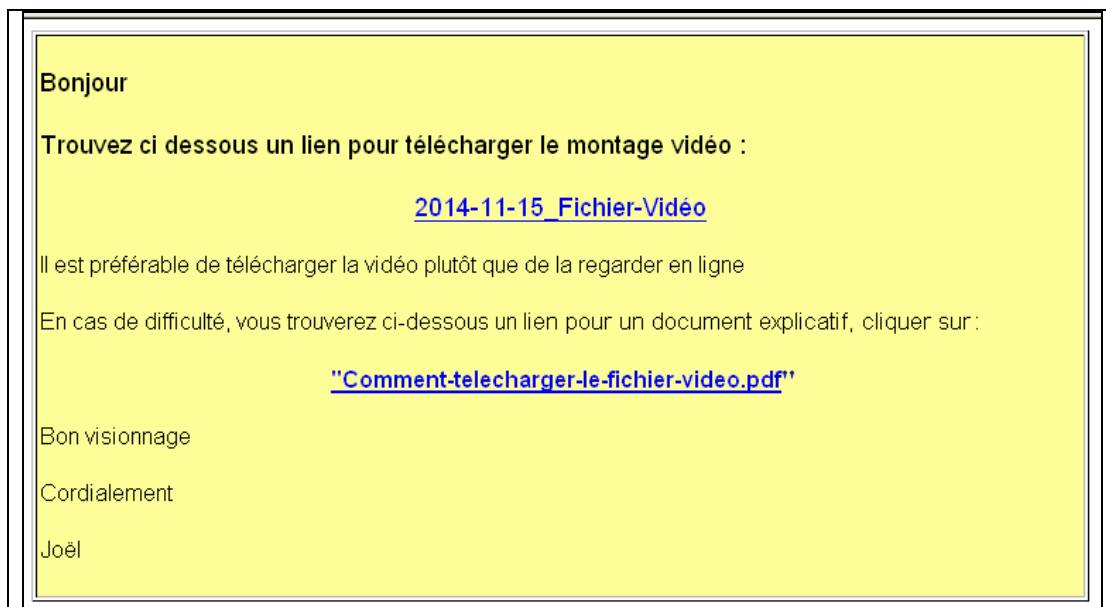 Bonjour
Trouvez ci dessous un lien pour télécharger le montage vidéo :
2014-11-15_Fichier-Vidéo
Il est préférable de télécharger la vidéo plutôt que de la regarder en ligne
En cas de difficulté, vous trouverez ci-dessous un lien pour un document explicatif, cliquer sur :
"Comment-telecharger-le-fichier-video.pdf"
Bon visionnage
Cordialement
Joël